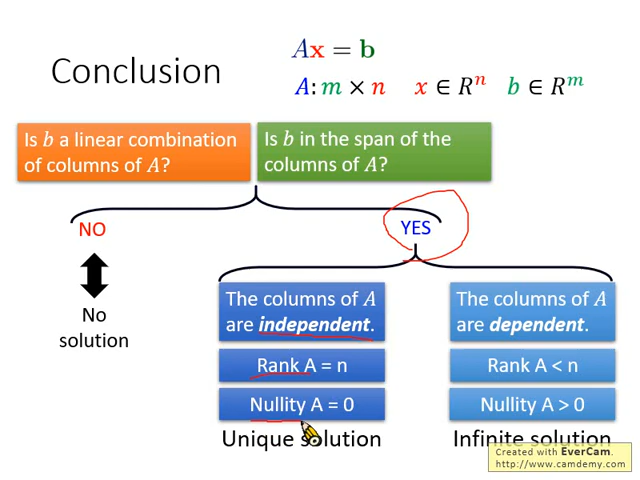 Conclusion
Ax = b
A: m × n   x ∈ Rⁿ   b ∈ Rᵐ
Is b a linear combination
of columns of A?
Is b in the span of the
columns of A?
NO
YES
No
solution
The columns of A
are independent.
Rank A = n
Nullity A = 0
Unique solution
The columns of A
are dependent.
Rank A < n
Nullity A > 0
Infinite solution
Created with EverCam.
http://www.camdemy.com